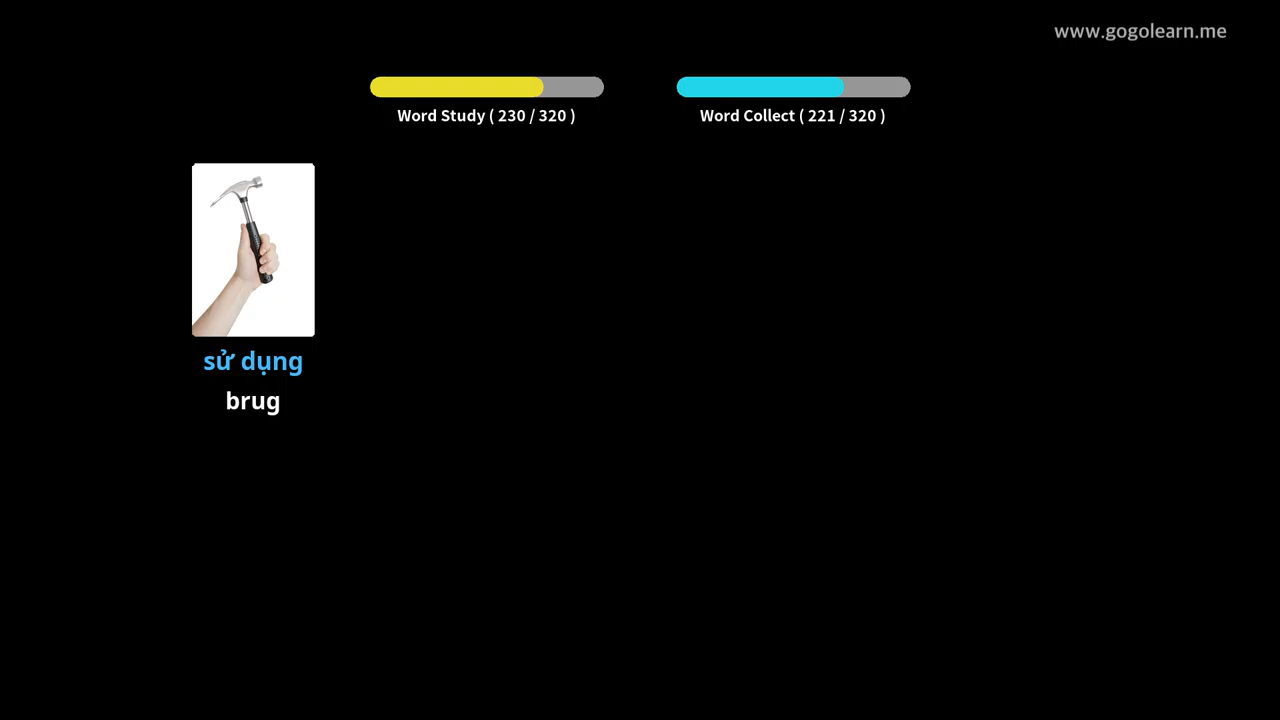 www.gogolearn.me
Word Study ( 230 / 320 )
Word Collect ( 221 / 320 )
sử dụng
brug